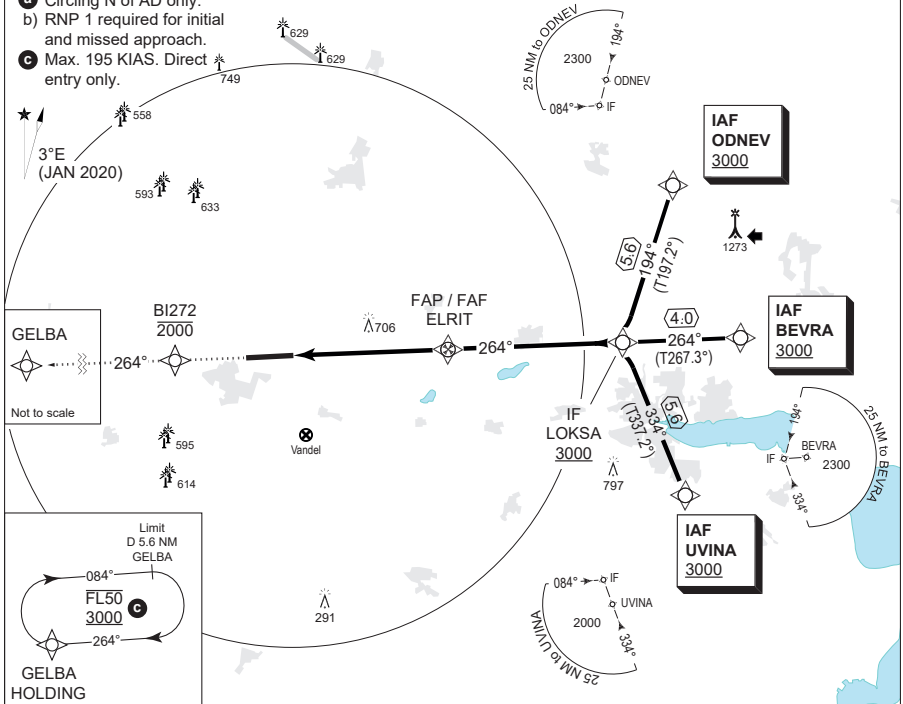 a Circling N of AD only.
b) RNP 1 required for initial
and missed approach.
c Max. 195 KIAS. Direct
entry only.
3°E
(JAN 2020)
629
629
749
558
593
633
25 NM to ODNEV
194°
2300
ODNEV
084°
IF
IAF
ODNEV
3000
1273
5.6
194°
(T197.2°)
FAP / FAF
ELRIT
706
264°
4.0
264°
(T267.3°)
IAF
BEVRA
3000
BI272
2000
GELBA
264°
Not to scale
595
614
Vandel
IF
LOKSA
3000
5.6
334°
(T337.2°)
797
25 NM to BEVRA
194°
IF
BEVRA
2300
334°
IAF
UVINA
3000
Limit
D 5.6 NM
GELBA
084°
FL50
3000
c
264°
GELBA
HOLDING
291
084°
IF
UVINA
2000
334°
25 NM to UVINA